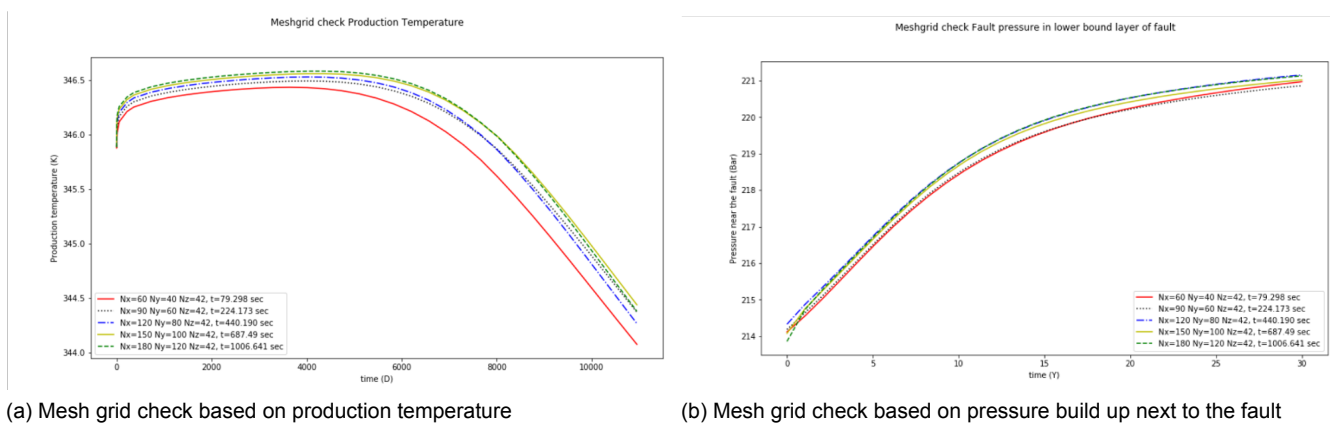 Meshgrid check Production Temperature
346.5
346.0
345.5
345.0
344.5
344.0
Production temperature (K)
0
2000
4000
6000
8000
10000
time (D)
Nx=60 Ny=40 Nz=42, t=79.298 sec
Nx=90 Ny=60 Nz=42, t=224.173 sec
Nx=120 Ny=80 Nz=42, t=440.190 sec
Nx=150 Ny=100 Nz=42, t=687.49 sec
Nx=180 Ny=120 Nz=42, t=1006.641 sec
(a) Mesh grid check based on production temperature
Meshgrid check Fault pressure in lower bound layer of fault
221
220
219
218
217
216
215
214
Pressure near the fault (Bar)
0
5
10
15
20
25
30
time (Y)
Nx=60 Ny=40 Nz=42, t=79.298 sec
Nx=90 Ny=60 Nz=42, t=224.173 sec
Nx=120 Ny=80 Nz=42, t=440.190 sec
Nx=150 Ny=100 Nz=42, t=687.49 sec
Nx=180 Ny=120 Nz=42, t=1006.641 sec
(b) Mesh grid check based on pressure build up next to the fault